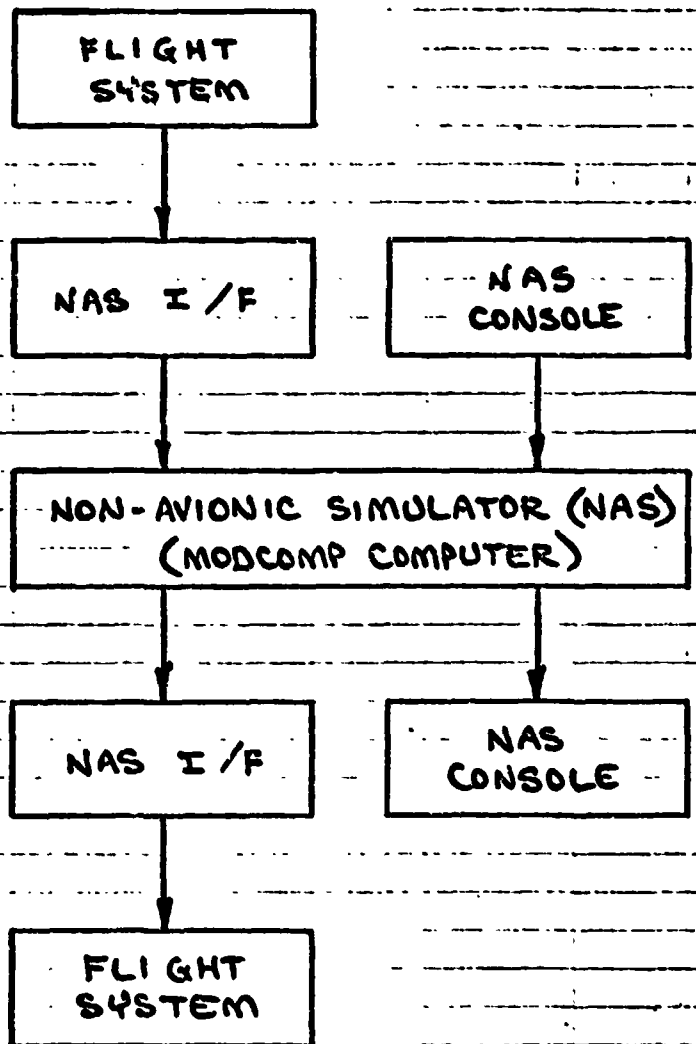 FLIGHT
SYSTEM
NAS I/F
NAS
CONSOLE
NON-AVIONIC SIMULATOR (NAS)
(MODCOMP COMPUTER)
NAS I/F
NAS
CONSOLE
FLIGHT
SYSTEM